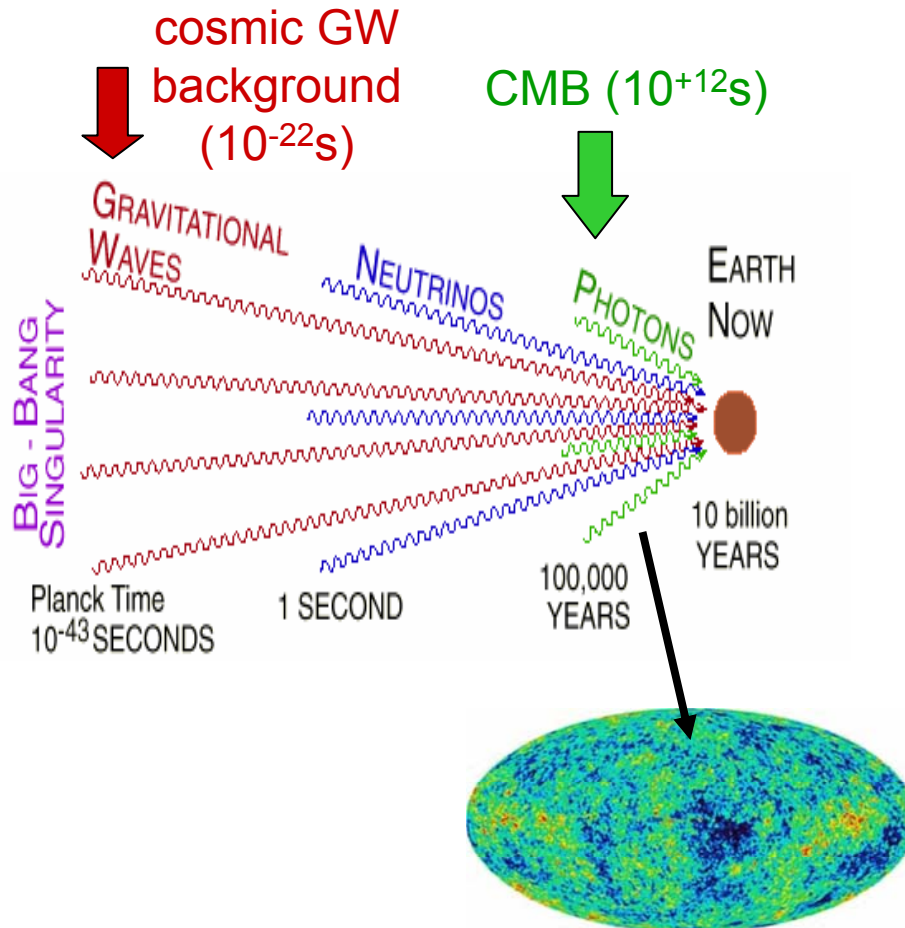 cosmic GW
background
(10⁻²²s)
CMB (10⁺¹²s)
GRAVITATIONAL
WAVES
NEUTRINOS
PHOTONS
EARTH
NOW
BIG - BANG
SINGULARITY
Planck Time
10⁻⁴³ SECONDS
1 SECOND
100,000
YEARS
10 billion
YEARS